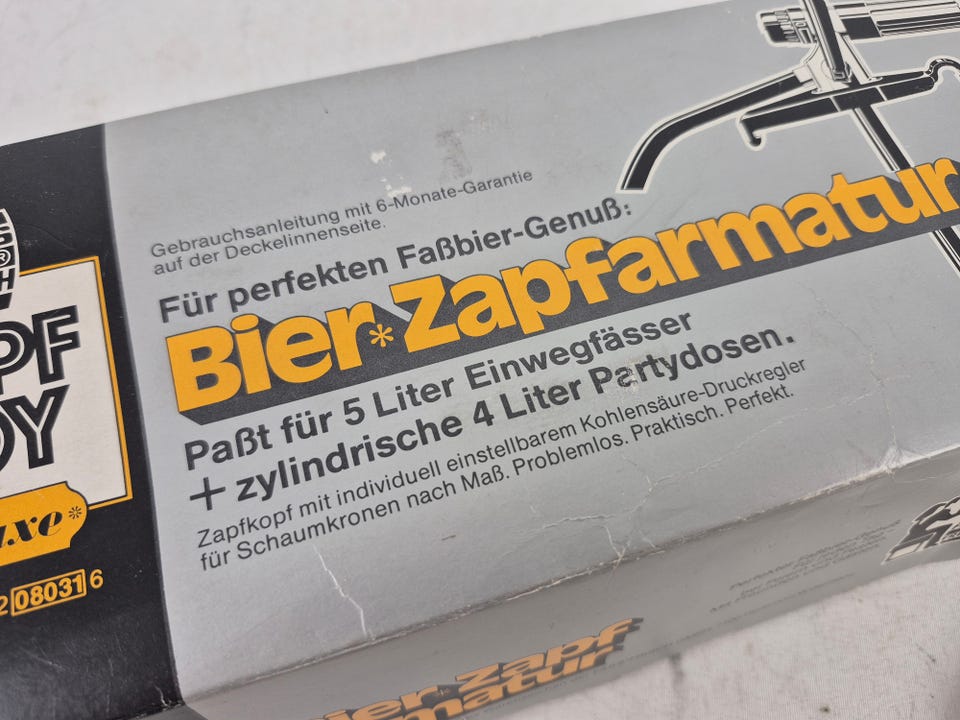 Gebrauchsanleitung mit 6-Monate-Garantie
auf der Deckelinnenseite.
Für perfekten Faßbier-Genuß:
Bier*Zapfarmatur
Paßt für 5 Liter Einwegfässer
+ zylindrische 4 Liter Partydosen.
Zapfkopf mit individuell einstellbarem Kohlensäure-Druckregler
für Schaumkronen nach Maß. Problemlos. Praktisch. Perfekt.
PF
DY
uxe*
2 08031 6
Bier*Zapf
armatur